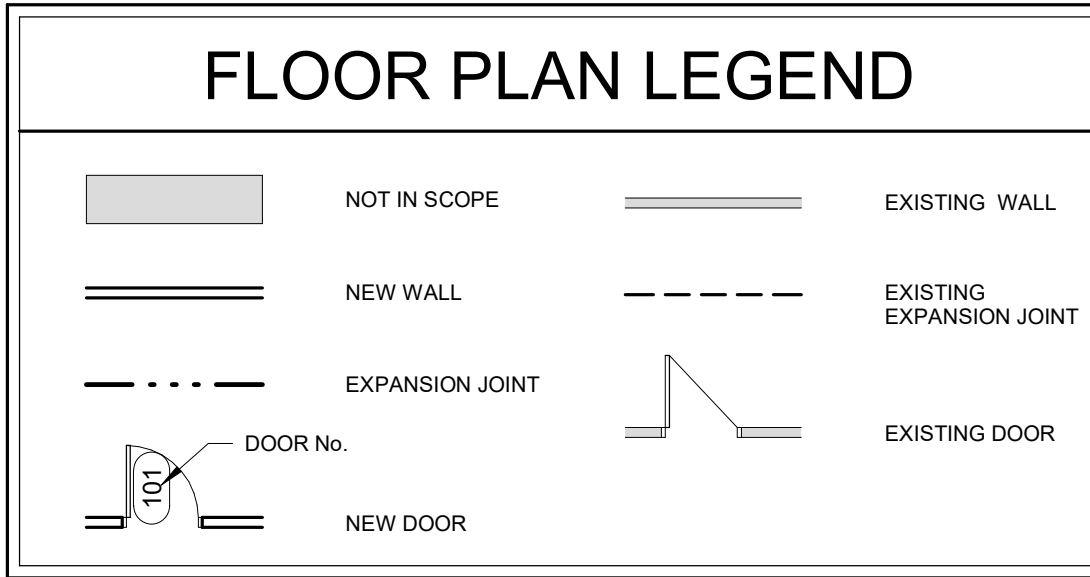 FLOOR PLAN LEGEND
NOT IN SCOPE
NEW WALL
EXPANSION JOINT
DOOR No.
101
NEW DOOR
EXISTING WALL
EXISTING
EXPANSION JOINT
EXISTING DOOR